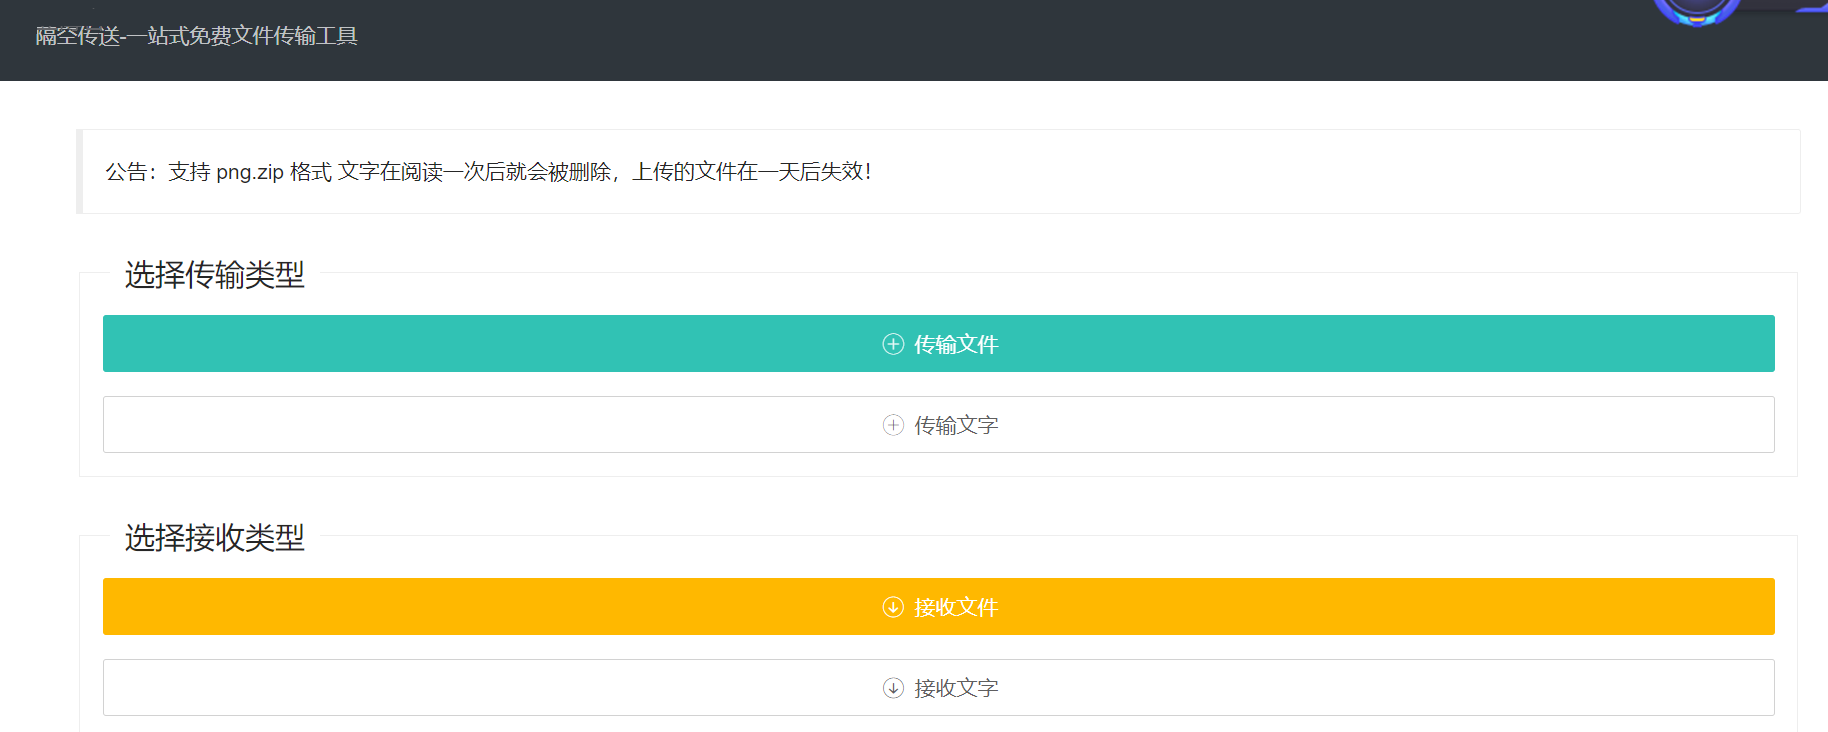 隔空传送-一站式免费文件传输工具
公告：支持 png.zip 格式 文字在阅读一次后就会被删除，上传的文件在一天后失效！
选择传输类型
传输文件
传输文字
选择接收类型
接收文件
接收文字